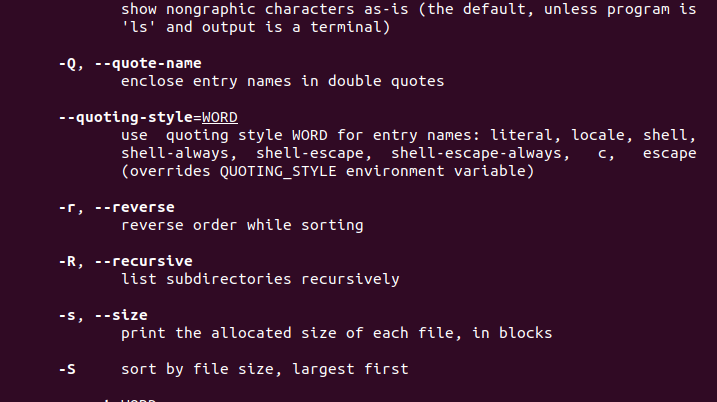 show nongraphic characters as-is (the default, unless program is
'ls' and output is a terminal)
-Q, --quote-name
enclose entry names in double quotes
--quoting-style=WORD
use  quoting style WORD for entry names: literal, locale, shell,
shell-always,  shell-escape,  shell-escape-always,  c,  escape
(overrides QUOTING_STYLE environment variable)
-r, --reverse
reverse order while sorting
-R, --recursive
list subdirectories recursively
-s, --size
print the allocated size of each file, in blocks
-S     sort by file size, largest first